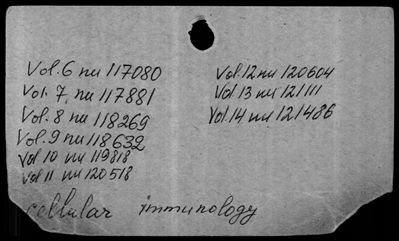 Vol. 6 nu 117080
Vol. 7, nu 117881
Vol. 8 nu 118269
Vol. 9 nu 118632
Vol 10 nu 119818
Vol 11 nu 120518
Vol. 12 nu 120604
Vol 13 nu 121111
Vol. 14 nu 121486
cellular immunology